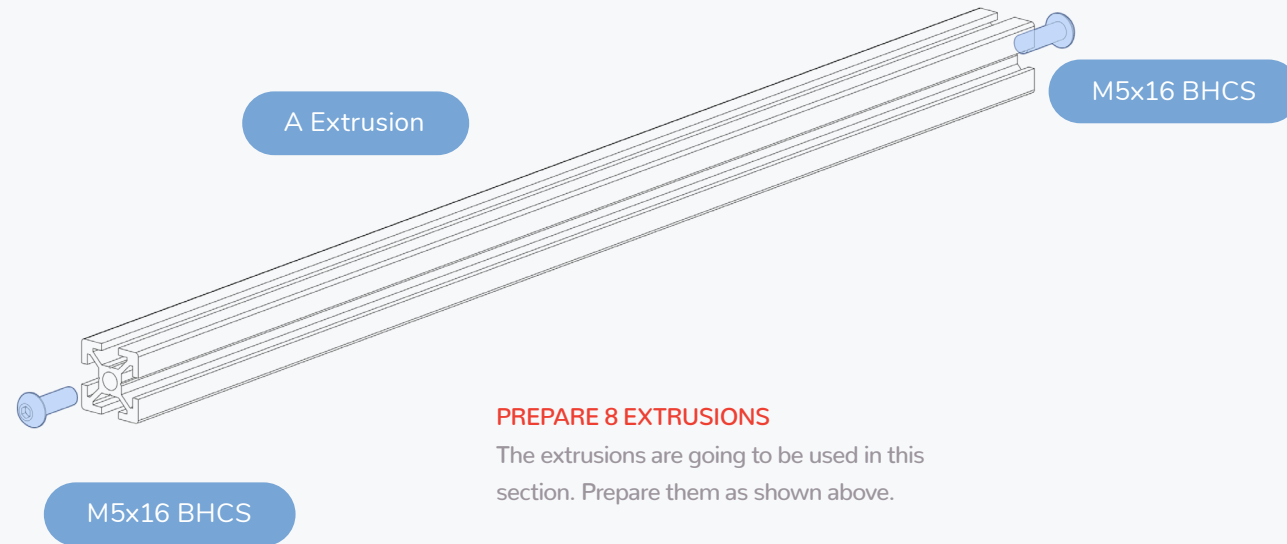 M5x16 BHCS
A Extrusion
PREPARE 8 EXTRUSIONS
The extrusions are going to be used in this
section. Prepare them as shown above.
M5x16 BHCS